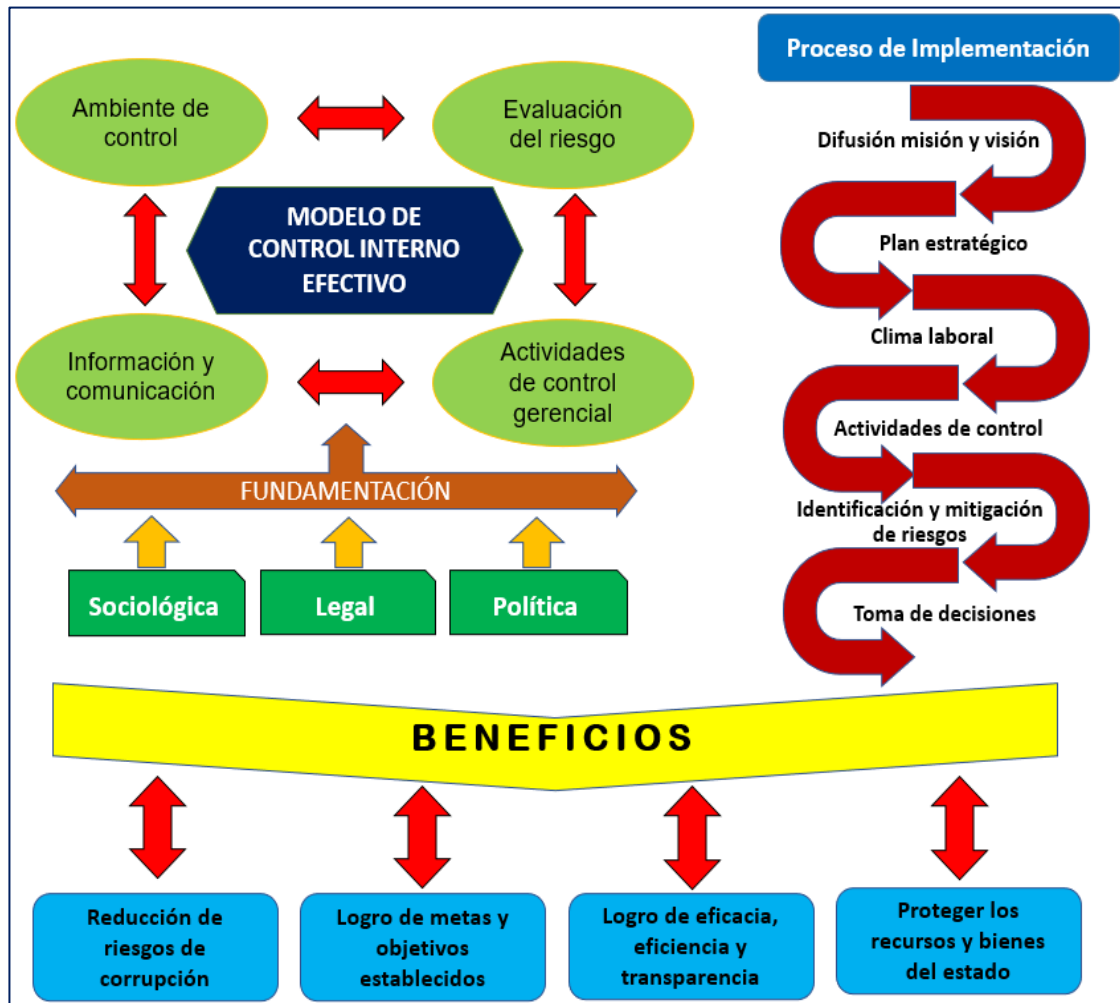 Proceso de Implementación
Ambiente de
control
Evaluación
del riesgo
MODELO DE
CONTROL INTERNO
EFECTIVO
Información y
comunicación
Actividades
de control
gerencial
FUNDAMENTACIÓN
Sociológica
Legal
Política
Difusión misión y visión
Plan estratégico
Clima laboral
Actividades de control
Identificación y mitigación
de riesgos
Toma de decisiones
BENEFICIOS
Reducción de
riesgos de
corrupción
Logro de metas y
objetivos
establecidos
Logro de eficacia,
eficiencia y
transparencia
Proteger los
recursos y bienes
del estado